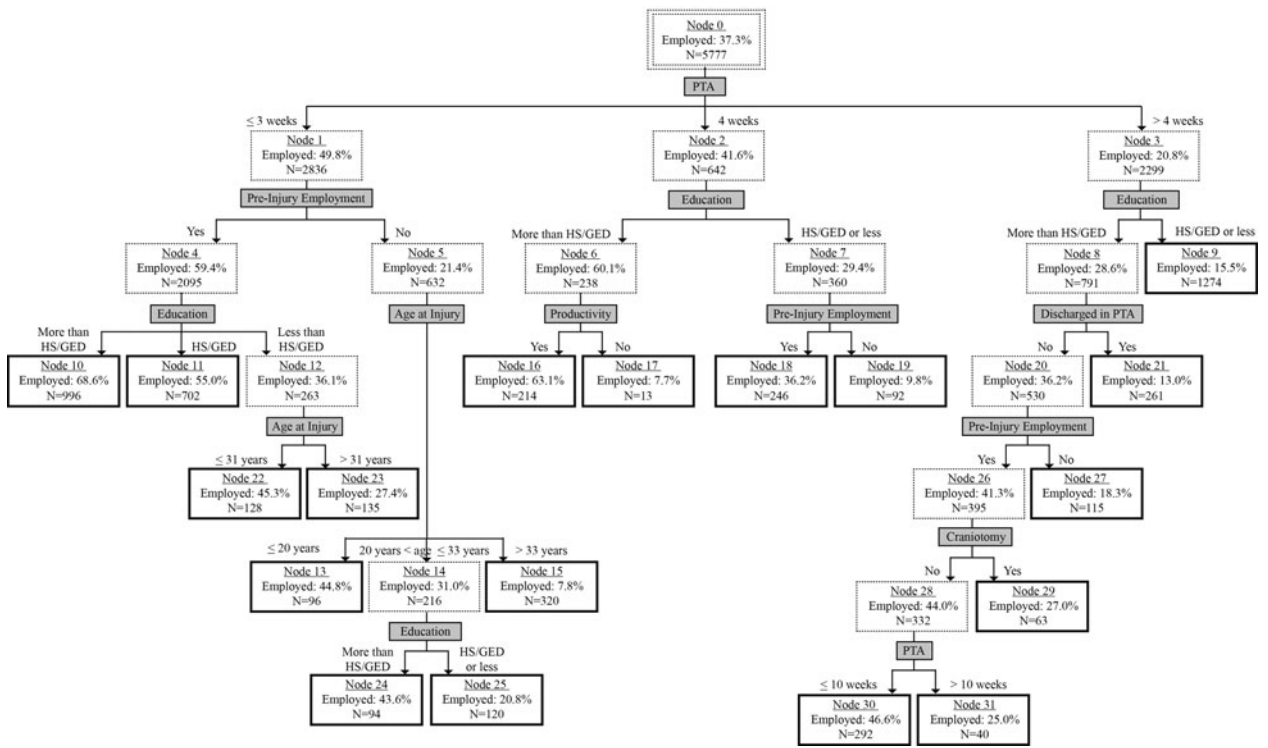 Node 0
Employed: 37.3%
N=5777
PTA
≤ 3 weeks
4 weeks
> 4 weeks
Node 1
Employed: 49.8%
N=2836
Node 2
Employed: 41.6%
N=642
Node 3
Employed: 20.8%
N=2299
Pre-Injury Employment
Education
Education
Yes
No
More than HS/GED
HS/GED or less
More than HS/GED
HS/GED or less
Node 4
Employed: 59.4%
N=2095
Node 5
Employed: 21.4%
N=632
Node 6
Employed: 60.1%
N=238
Node 7
Employed: 29.4%
N=360
Node 8
Employed: 28.6%
N=791
Node 9
Employed: 15.5%
N=1274
Education
Age at Injury
Productivity
Pre-Injury Employment
Discharged in PTA
More than
HS/GED
HS/GED
Less than
HS/GED
Yes
No
Yes
No
No
Yes
Node 10
Employed: 68.6%
N=996
Node 11
Employed: 55.0%
N=702
Node 12
Employed: 36.1%
N=263
Node 16
Employed: 63.1%
N=214
Node 17
Employed: 7.7%
N=13
Node 18
Employed: 36.2%
N=246
Node 19
Employed: 9.8%
N=92
Node 20
Employed: 36.2%
N=530
Node 21
Employed: 13.0%
N=261
Age at Injury
Pre-Injury Employment
≤ 31 years
> 31 years
Yes
No
Node 22
Employed: 45.3%
N=128
Node 23
Employed: 27.4%
N=135
Node 26
Employed: 41.3%
N=395
Node 27
Employed: 18.3%
N=115
Craniotomy
≤ 20 years
20 years < age ≤ 33 years
> 33 years
No
Yes
Node 13
Employed: 44.8%
N=96
Node 14
Employed: 31.0%
N=216
Node 15
Employed: 7.8%
N=320
Node 28
Employed: 44.0%
N=332
Node 29
Employed: 27.0%
N=63
Education
PTA
More than
HS/GED
HS/GED
or less
≤ 10 weeks
> 10 weeks
Node 24
Employed: 43.6%
N=94
Node 25
Employed: 20.8%
N=120
Node 30
Employed: 46.6%
N=292
Node 31
Employed: 25.0%
N=40